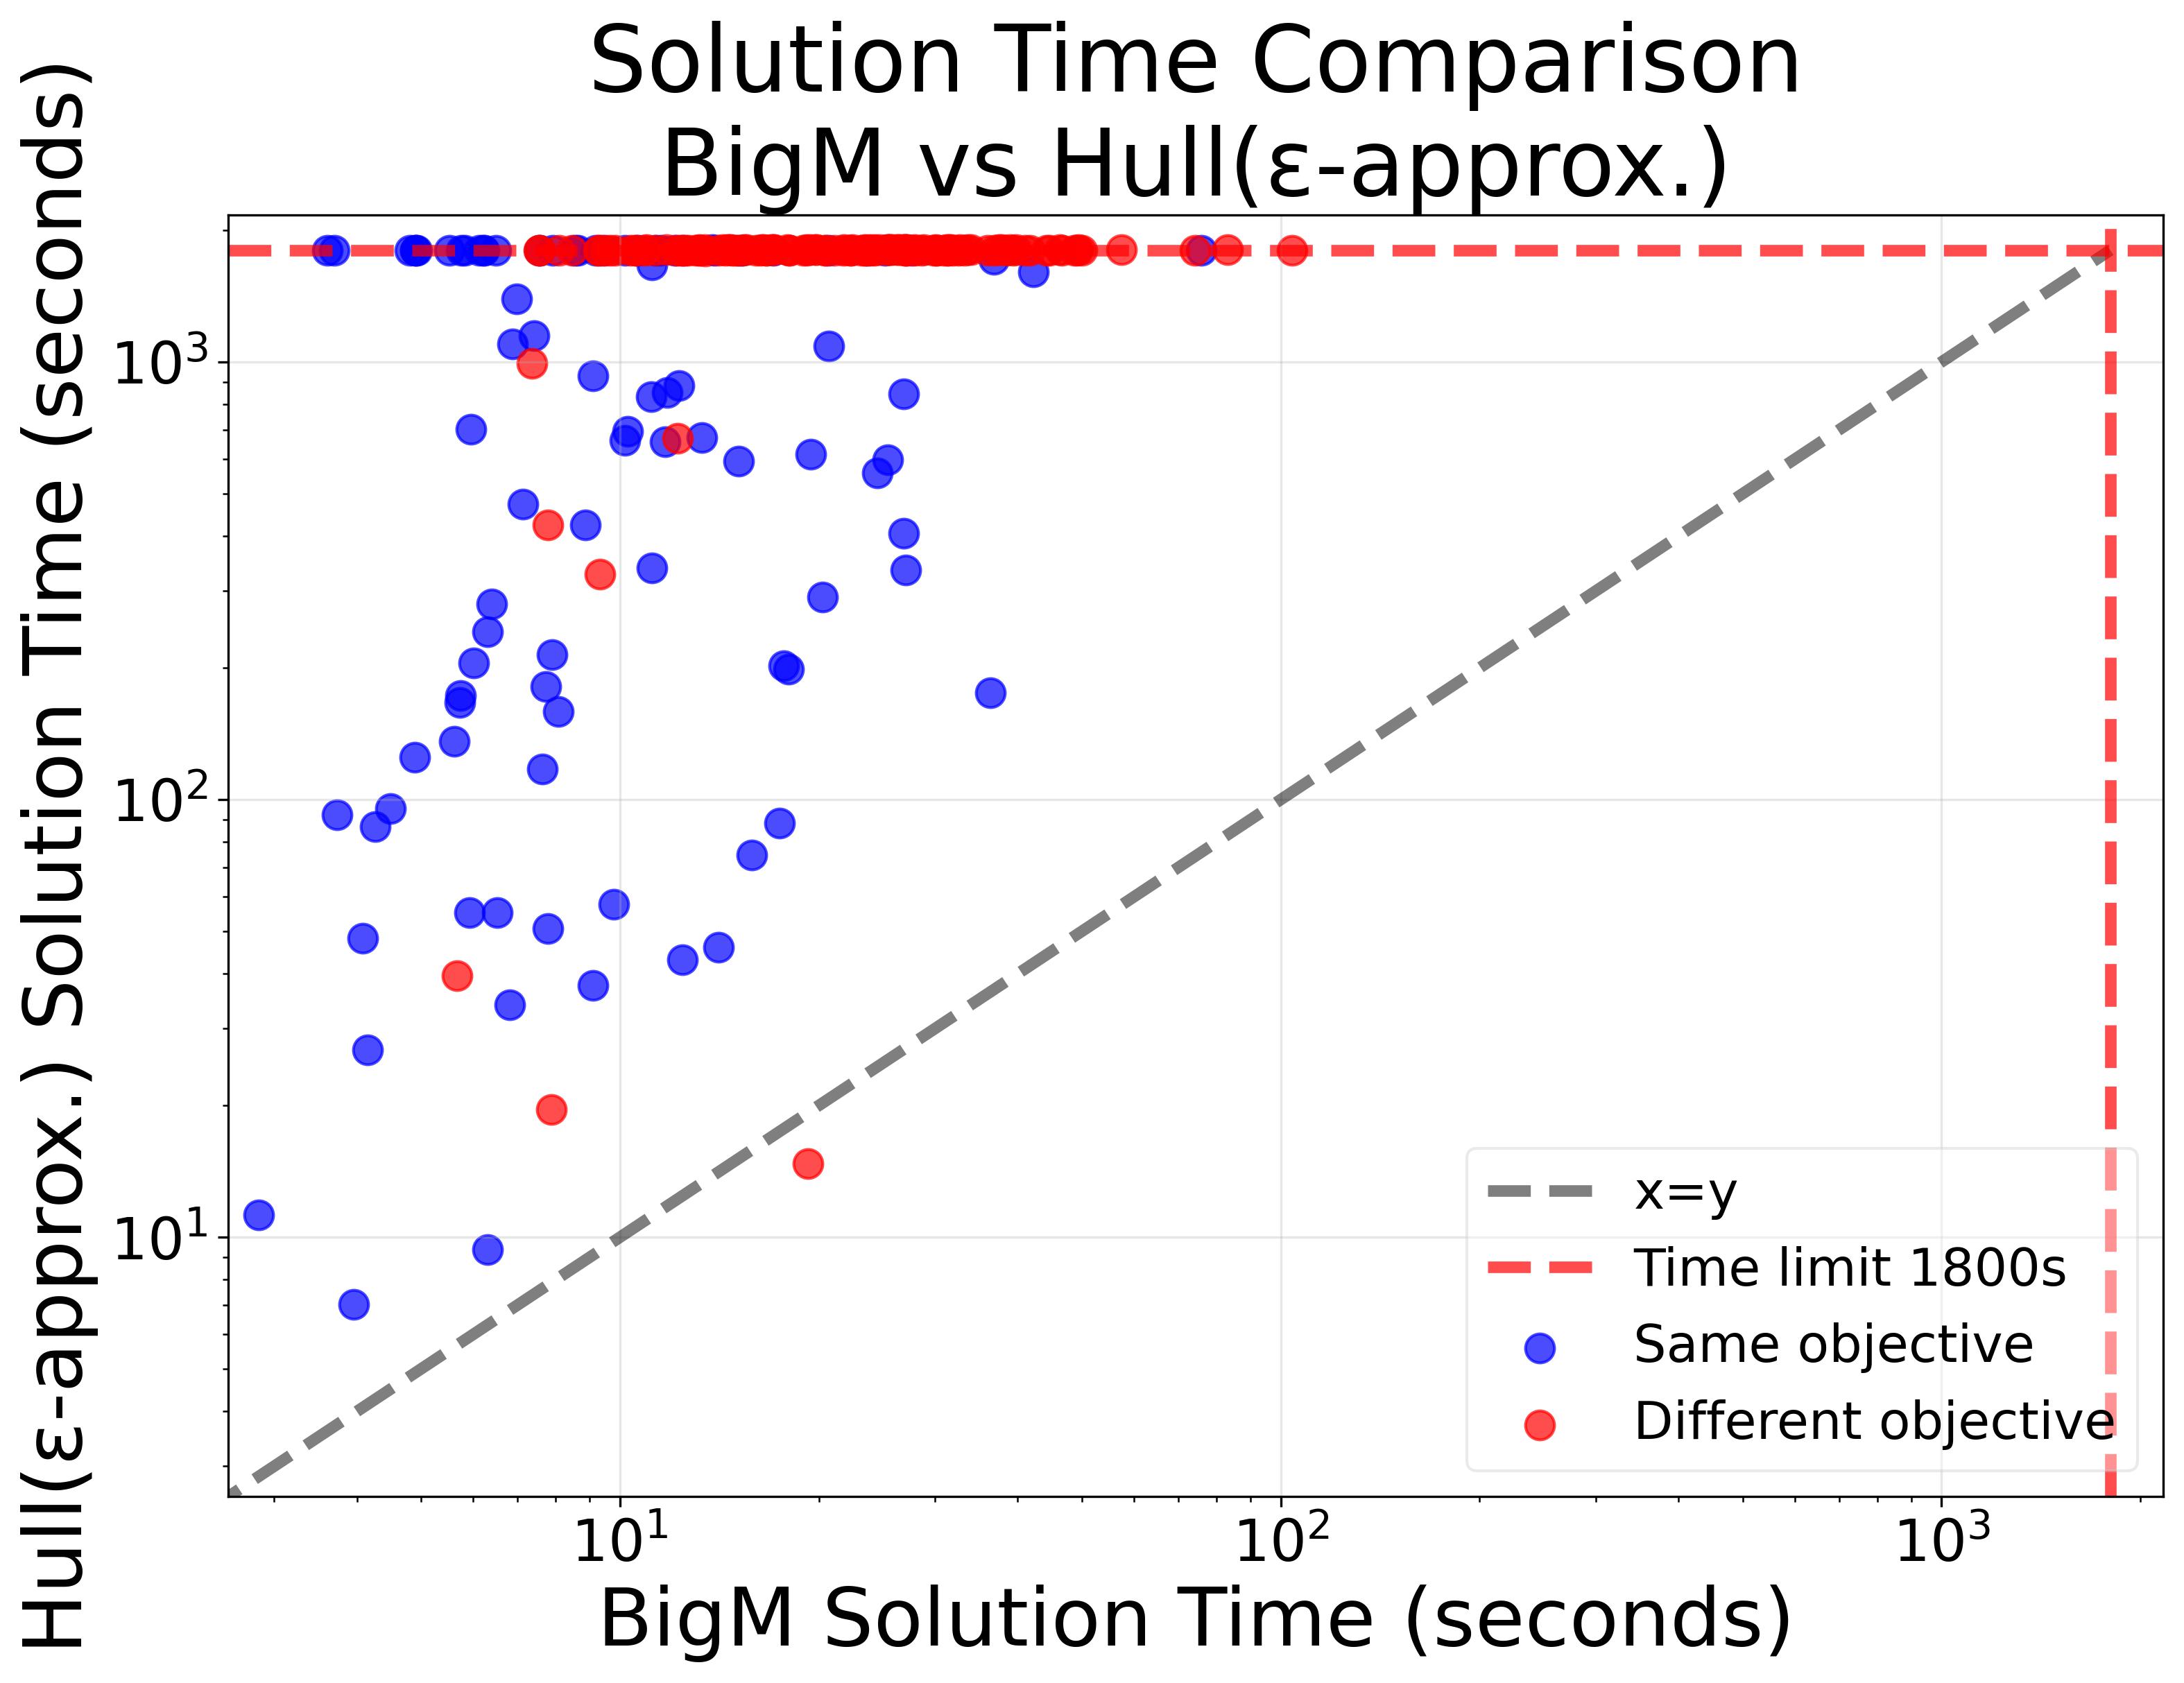 Solution Time Comparison
BigM vs Hull(ε-approx.)
Hull(ε-approx.) Solution Time (seconds)
10³
10²
10¹
x=y
Time limit 1800s
Same objective
Different objective
10¹
10²
10³
BigM Solution Time (seconds)